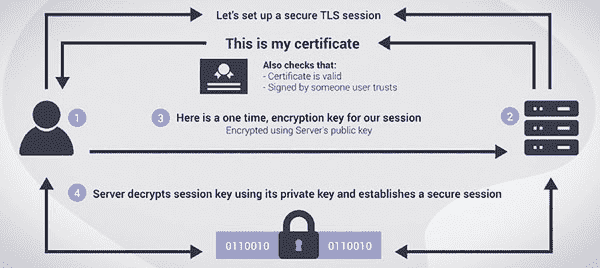 Let's set up a secure TLS session
This is my certificate
Also checks that:
- Certificate is valid
- Signed by someone user trusts
1
3 Here is a one time, encryption key for our session
2
Encrypted using Server's public key
4 Server decrypts session key using its private key and establishes a secure session
0110010 0110010